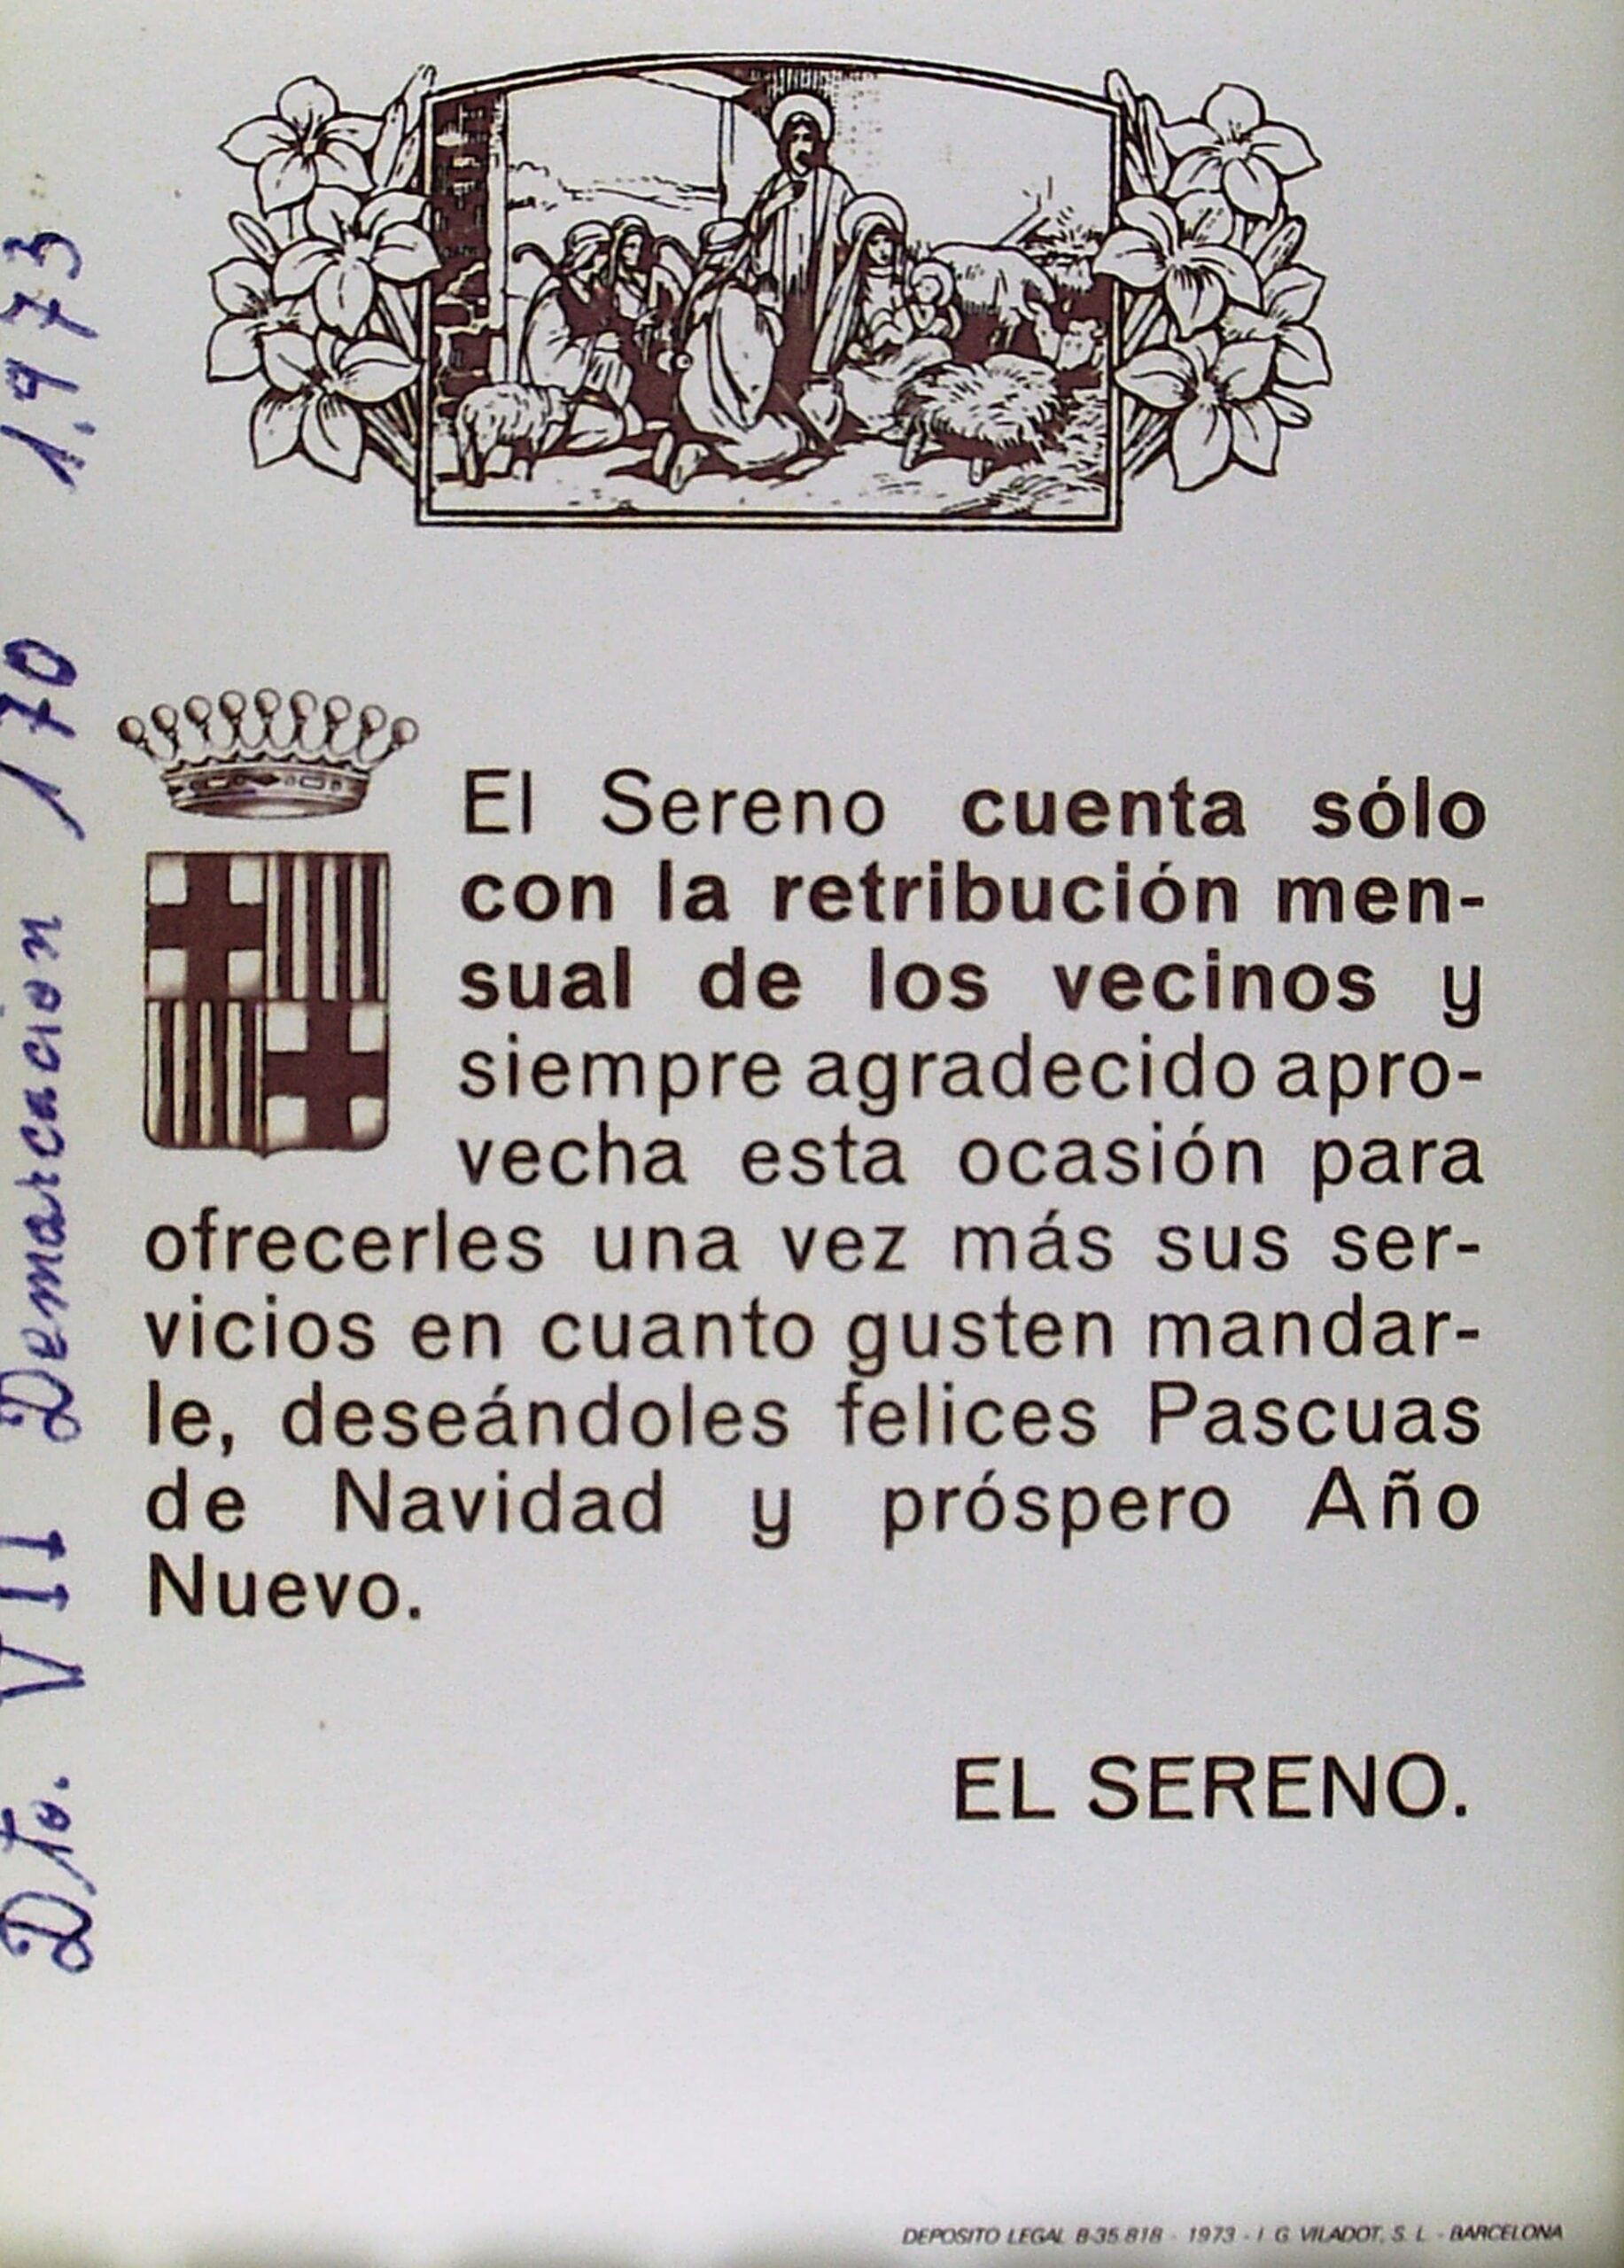 Dto. VII Demarcacion 170 1,973
El Sereno cuenta sólo
con la retribución men-
sual de los vecinos y
siempre agradecido apro-
vecha esta ocasión para
ofrecerles una vez más sus ser-
vicios en cuanto gusten mandar-
le, deseándoles felices Pascuas
de Navidad y próspero Año
Nuevo.
EL SERENO.
DEPOSITO LEGAL B-35.818 - 1973 - I. G. VILADOT, S. L. - BARCELONA